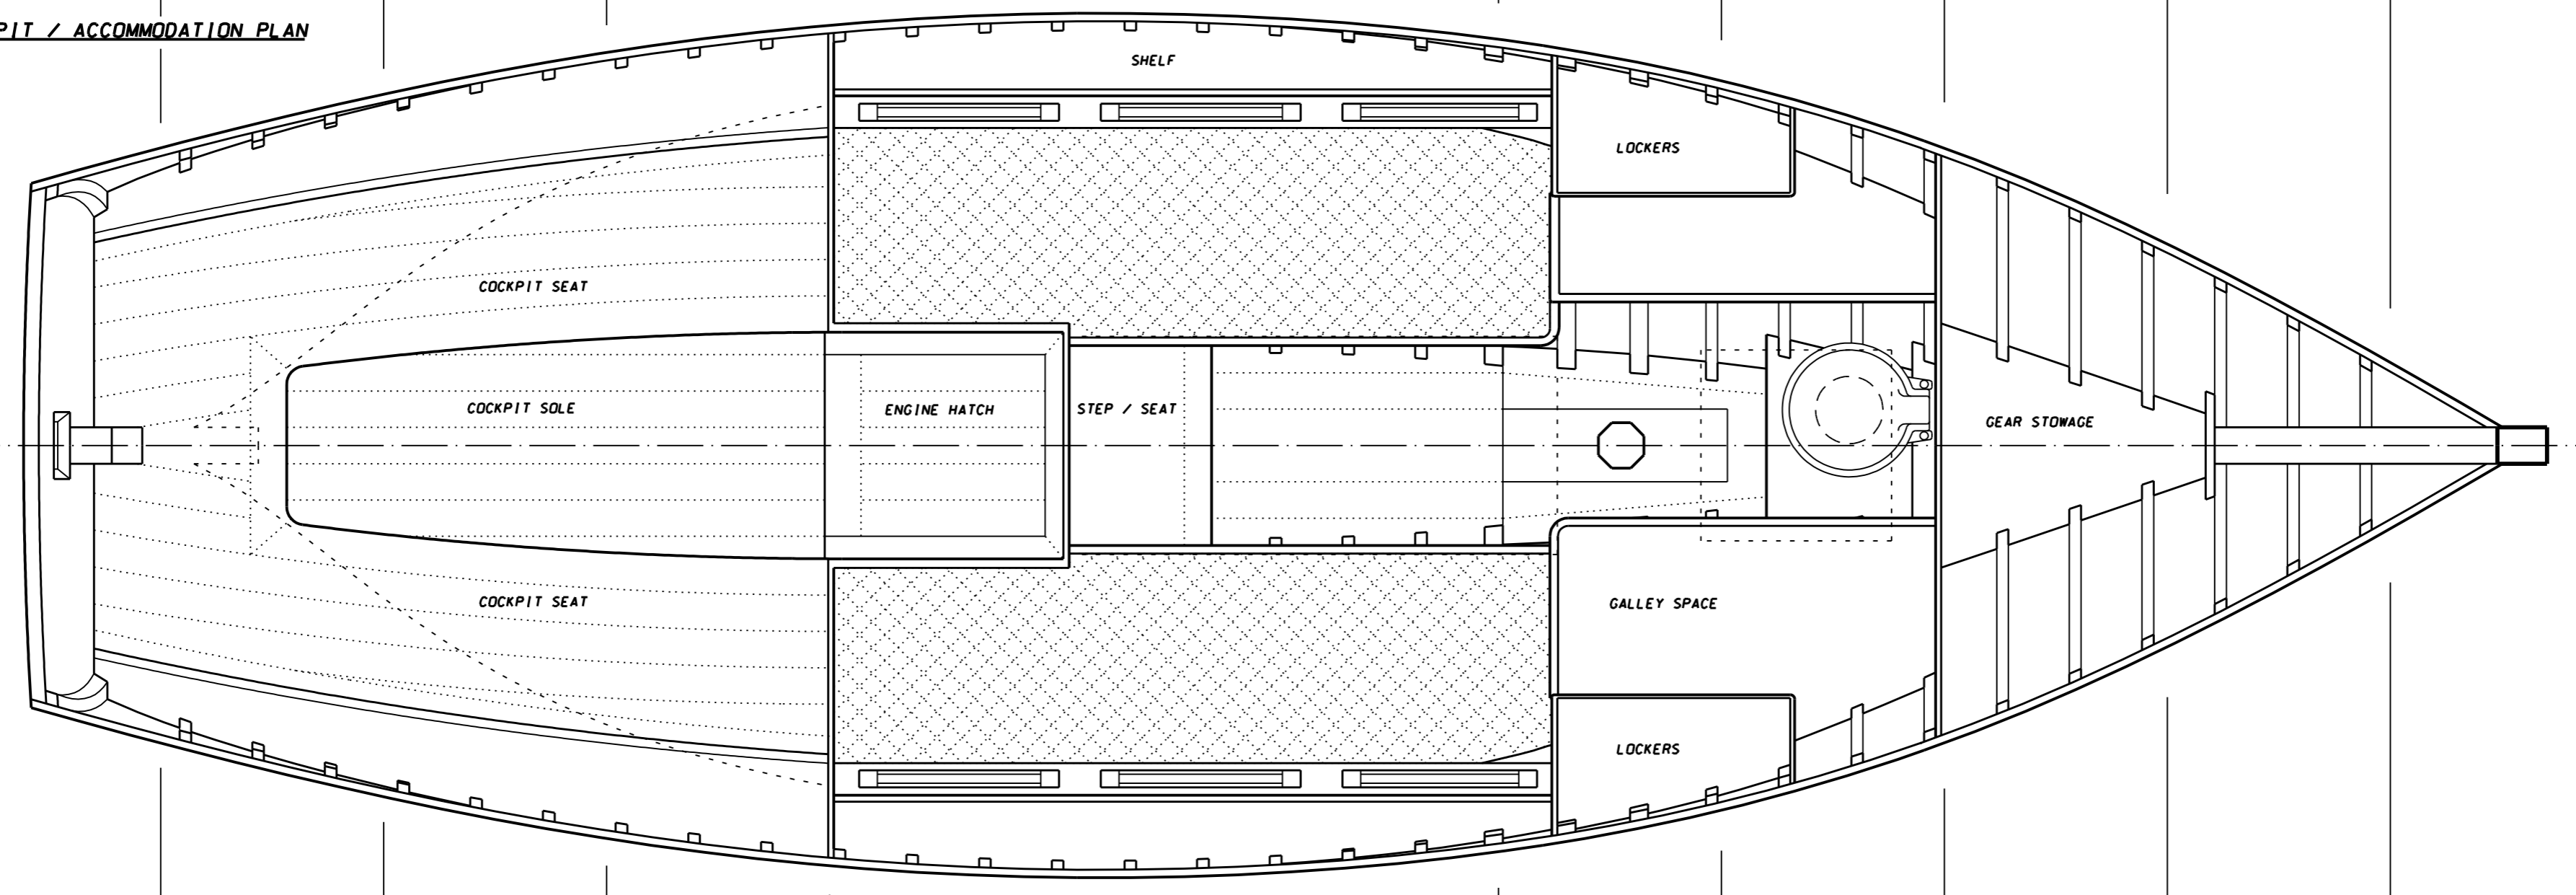 PIT / ACCOMMODATION PLAN
SHELF
LOCKERS
COCKPIT SEAT
COCKPIT SOLE
ENGINE HATCH
STEP / SEAT
GEAR STOWAGE
COCKPIT SEAT
GALLEY SPACE
LOCKERS